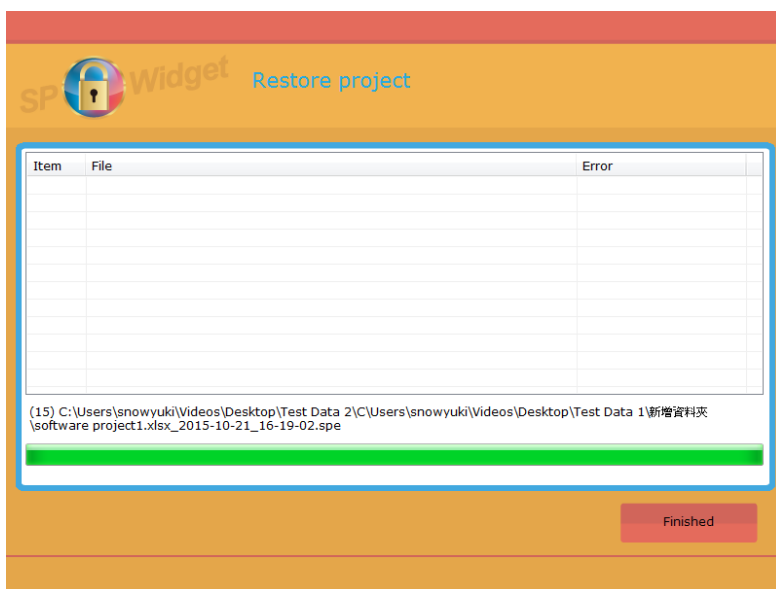 SP Widget
Restore project
Item File Error
(15) C:\Users\snowyuki\Videos\Desktop\Test Data 2\C\Users\snowyuki\Videos\Desktop\Test Data 1\新增資料夾
\software project1.xlsx_2015-10-21_16-19-02.spe
Finished